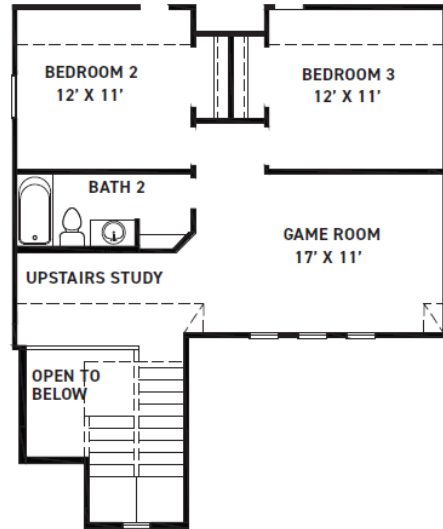 BEDROOM 2
12' X 11'
BEDROOM 3
12' X 11'
BATH 2
GAME ROOM
17' X 11'
UPSTAIRS STUDY
OPEN TO
BELOW